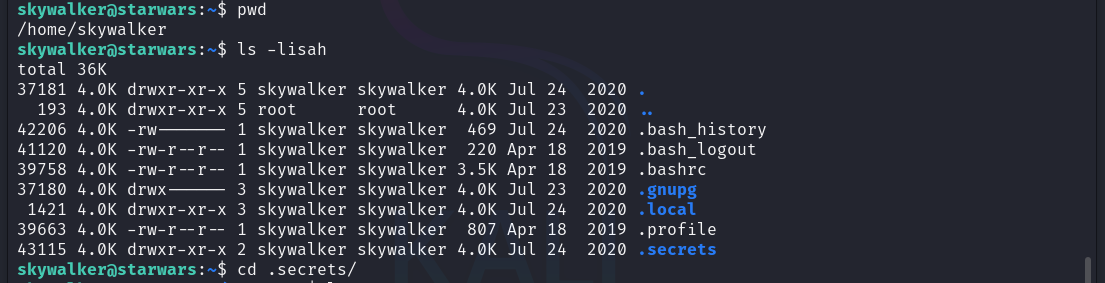 skywalker@starwars:~$ pwd
/home/skywalker
skywalker@starwars:~$ ls -lisah
total 36K
37181 4.0K drwxr-xr-x 5 skywalker skywalker 4.0K Jul 24  2020 .
  193 4.0K drwxr-xr-x 5 root      root      4.0K Jul 23  2020 ..
42206 4.0K -rw------- 1 skywalker skywalker  469 Jul 24  2020 .bash_history
41120 4.0K -rw-r--r-- 1 skywalker skywalker  220 Apr 18  2019 .bash_logout
39758 4.0K -rw-r--r-- 1 skywalker skywalker 3.5K Apr 18  2019 .bashrc
37180 4.0K drwx------ 3 skywalker skywalker 4.0K Jul 23  2020 .gnupg
 1421 4.0K drwxr-xr-x 3 skywalker skywalker 4.0K Jul 24  2020 .local
39663 4.0K -rw-r--r-- 1 skywalker skywalker  807 Apr 18  2019 .profile
43115 4.0K drwxr-xr-x 2 skywalker skywalker 4.0K Jul 24  2020 .secrets
skywalker@starwars:~$ cd .secrets/